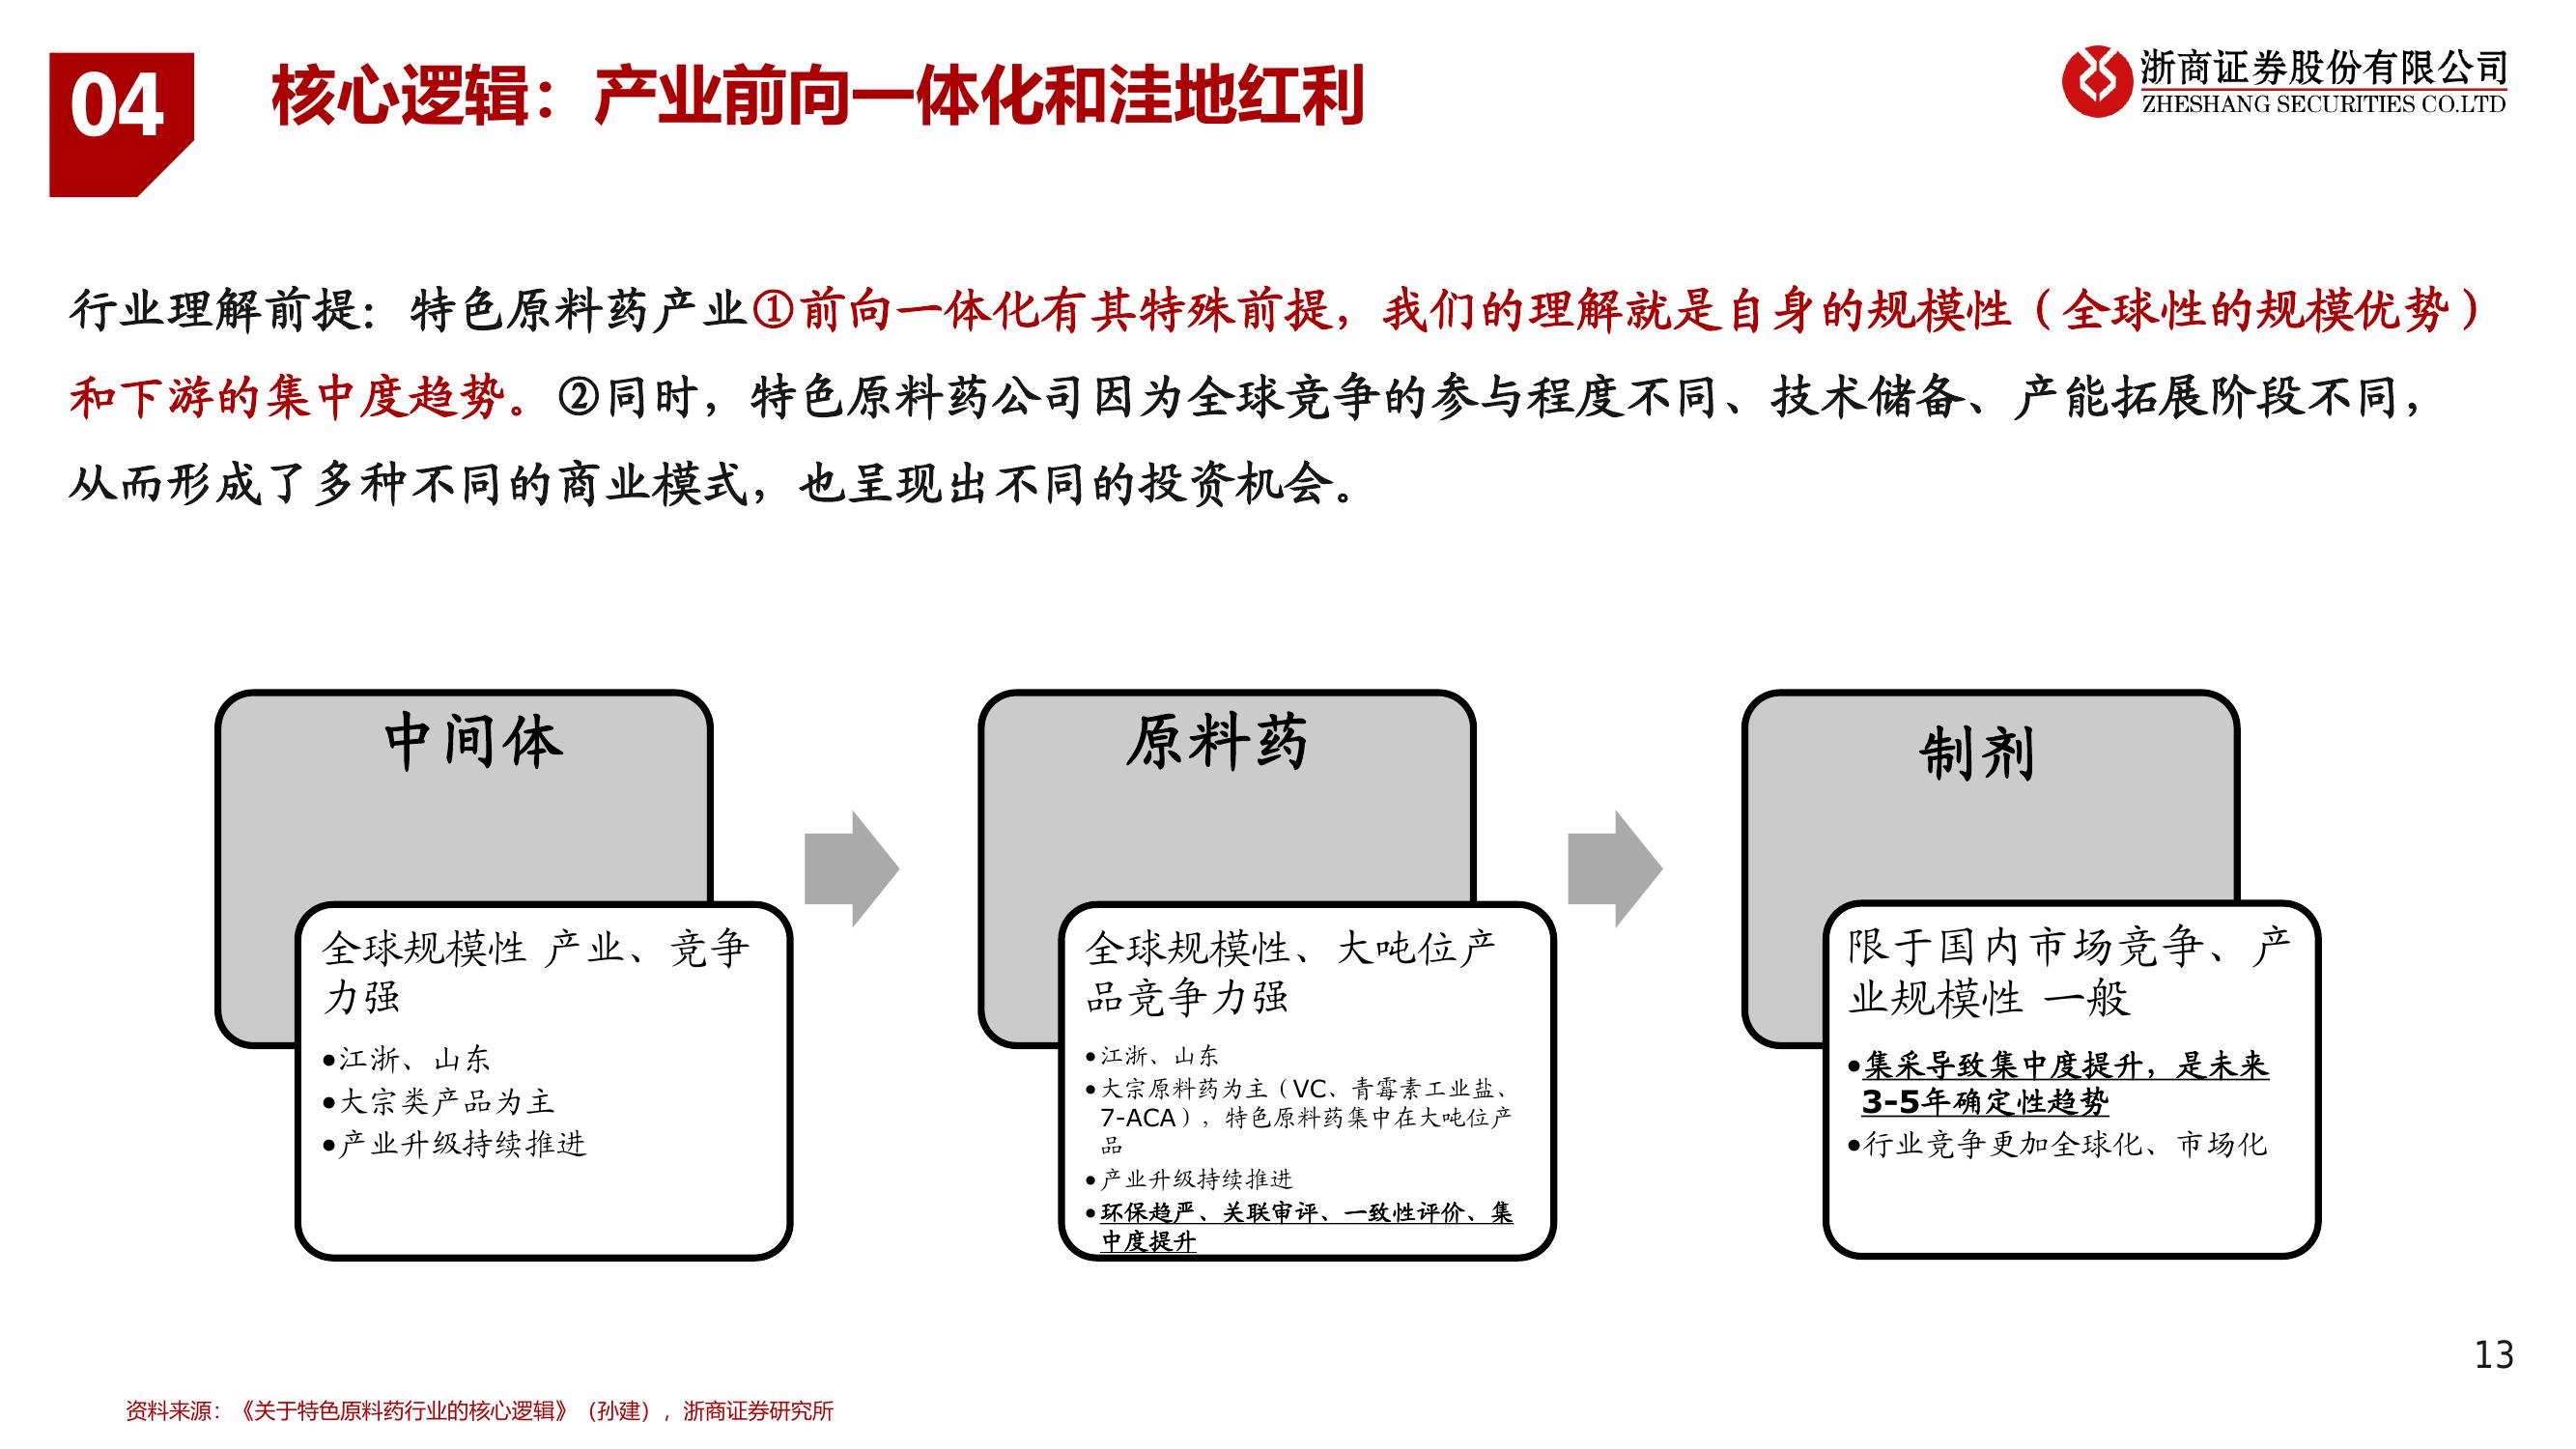 04
核心逻辑：产业前向一体化和洼地红利
浙商证券股份有限公司
ZHESHANG SECURITIES CO.LTD
行业理解前提：特色原料药产业①前向一体化有其特殊前提，我们的理解就是自身的规模性（全球性的规模优势）
和下游的集中度趋势。②同时，特色原料药公司因为全球竞争的参与程度不同、技术储备、产能拓展阶段不同，
从而形成了多种不同的商业模式，也呈现出不同的投资机会。
中间体
全球规模性 产业、竞争
力强
•江浙、山东
•大宗类产品为主
•产业升级持续推进
原料药
全球规模性、大吨位产
品竞争力强
•江浙、山东
•大宗原料药为主（VC、青霉素工业盐、
7-ACA），特色原料药集中在大吨位产
品
•产业升级持续推进
•环保趋严、关联审评、一致性评价、集
中度提升
制剂
限于国内市场竞争、产
业规模性 一般
•集采导致集中度提升，是未来
3-5年确定性趋势
•行业竞争更加全球化、市场化
13
资料来源：《关于特色原料药行业的核心逻辑》（孙建），浙商证券研究所